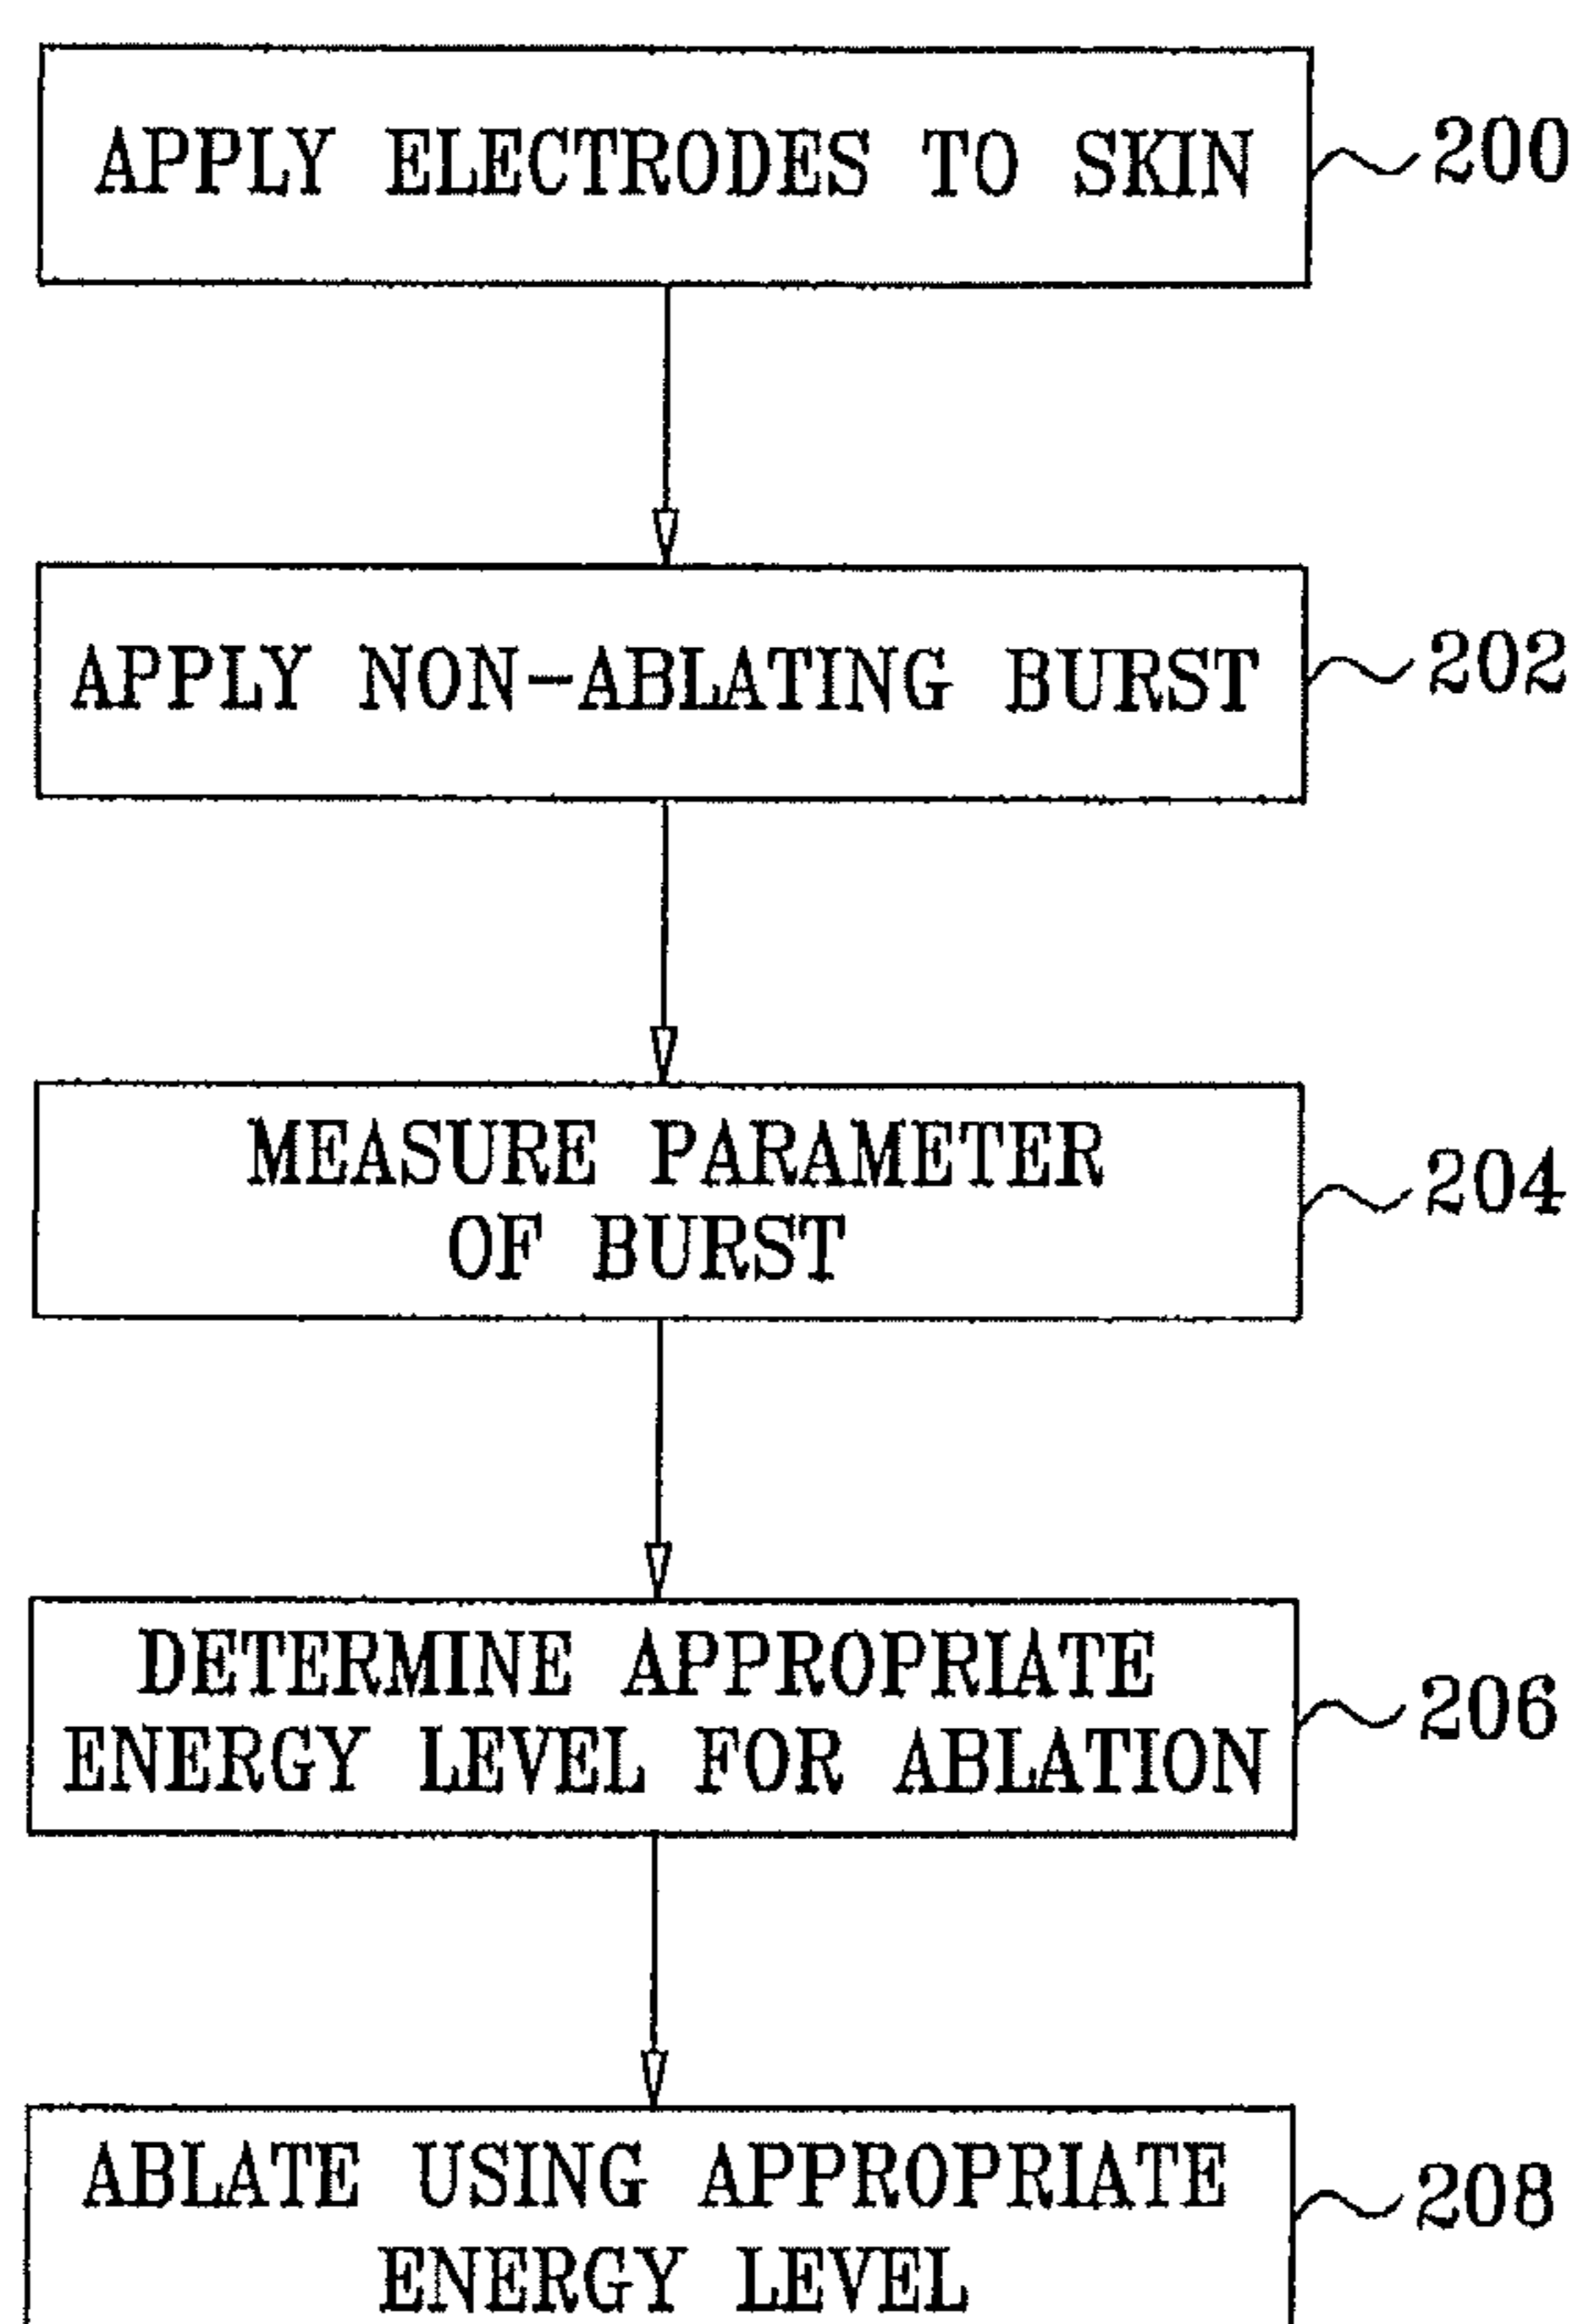 APPLY ELECTRODES TO SKIN 200
APPLY NON-ABLATING BURST 202
MEASURE PARAMETER
OF BURST 204
DETERMINE APPROPRIATE
ENERGY LEVEL FOR ABLATION 206
ABLATE USING APPROPRIATE
ENERGY LEVEL 208